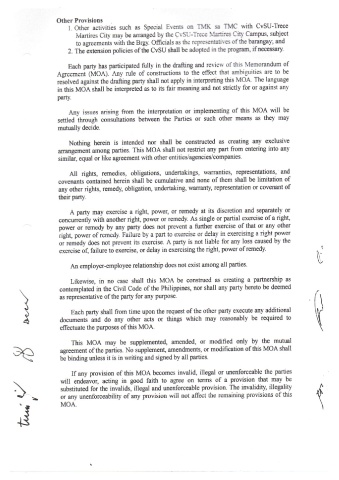 Other Provisions
1. Other activities such as Special Events on TMK sa TMC with CvSU-Trece
Martires City may be arranged by the CvSU-Trece Martires City Campus, subject
to agreements with the Brgy. Officials as the representatives of the barangay; and
2. The extension policies of the CvSU shall be adopted in the program, if necessary.
Each party has participated fully in the drafting and review of this Memorandum of
Agreement (MOA). Any rule of constructions to the effect that ambiguities are to be
resolved against the drafting party shall not apply in interpreting this MOA. The language
in this MOA shall be interpreted as to its fair meaning and not strictly for or against any
party.
Any issues arising from the interpretation or implementing of this MOA will be
settled through consultations between the Parties or such other means as they may
mutually decide.
Nothing herein is intended nor shall be constructed as creating any exclusive
arrangement among parties. This MOA shall not restrict any part from entering into any
similar, equal or like agreement with other entities/agencies/companies.
All rights, remedies, obligations, undertakings, warranties, representations, and
covenants contained herein shall be cumulative and none of them shall be limitation of
any other rights, remedy, obligation, undertaking, warranty, representation or covenant of
their party.
A party may exercise a right, power, or remedy at its discretion and separately or
concurrently with another right, power or remedy. As single or partial exercise of a right,
power or remedy by any party does not prevent a further exercise of that or any other
right, power of remedy. Failure by a part to exercise or delay in exercising a right power
or remedy does not prevent its exercise. A party is not liable for any loss caused by the
exercise of, failure to exercise, or delay in exercising the right, power of remedy.
An employer-employee relationship does not exist among all parties.
Likewise, in no case shall this MOA be construed as creating a partnership as
contemplated in the Civil Code of the Philippines, nor shall any party hereto be deemed
as representative of the party for any purpose.
Each party shall from time upon the request of the other party execute any additional
documents and do any other acts or things which may reasonably be required to
effectuate the purposes of this MOA.
This MOA may be supplemented, amended, or modified only by the mutual
agreement of the parties. No supplement, amendments, or modification of this MOA shall
be binding unless it is in writing and signed by all parties.
If any provision of this MOA becomes invalid, illegal or unenforceable the parties
will endeavor, acting in good faith to agree on terms of a provision that may be
substituted for the invalids, illegal and unenforceable provision. The invalidity, illegality
or any unenforceability of any provision will not affect the remaining provisions of this
MOA.